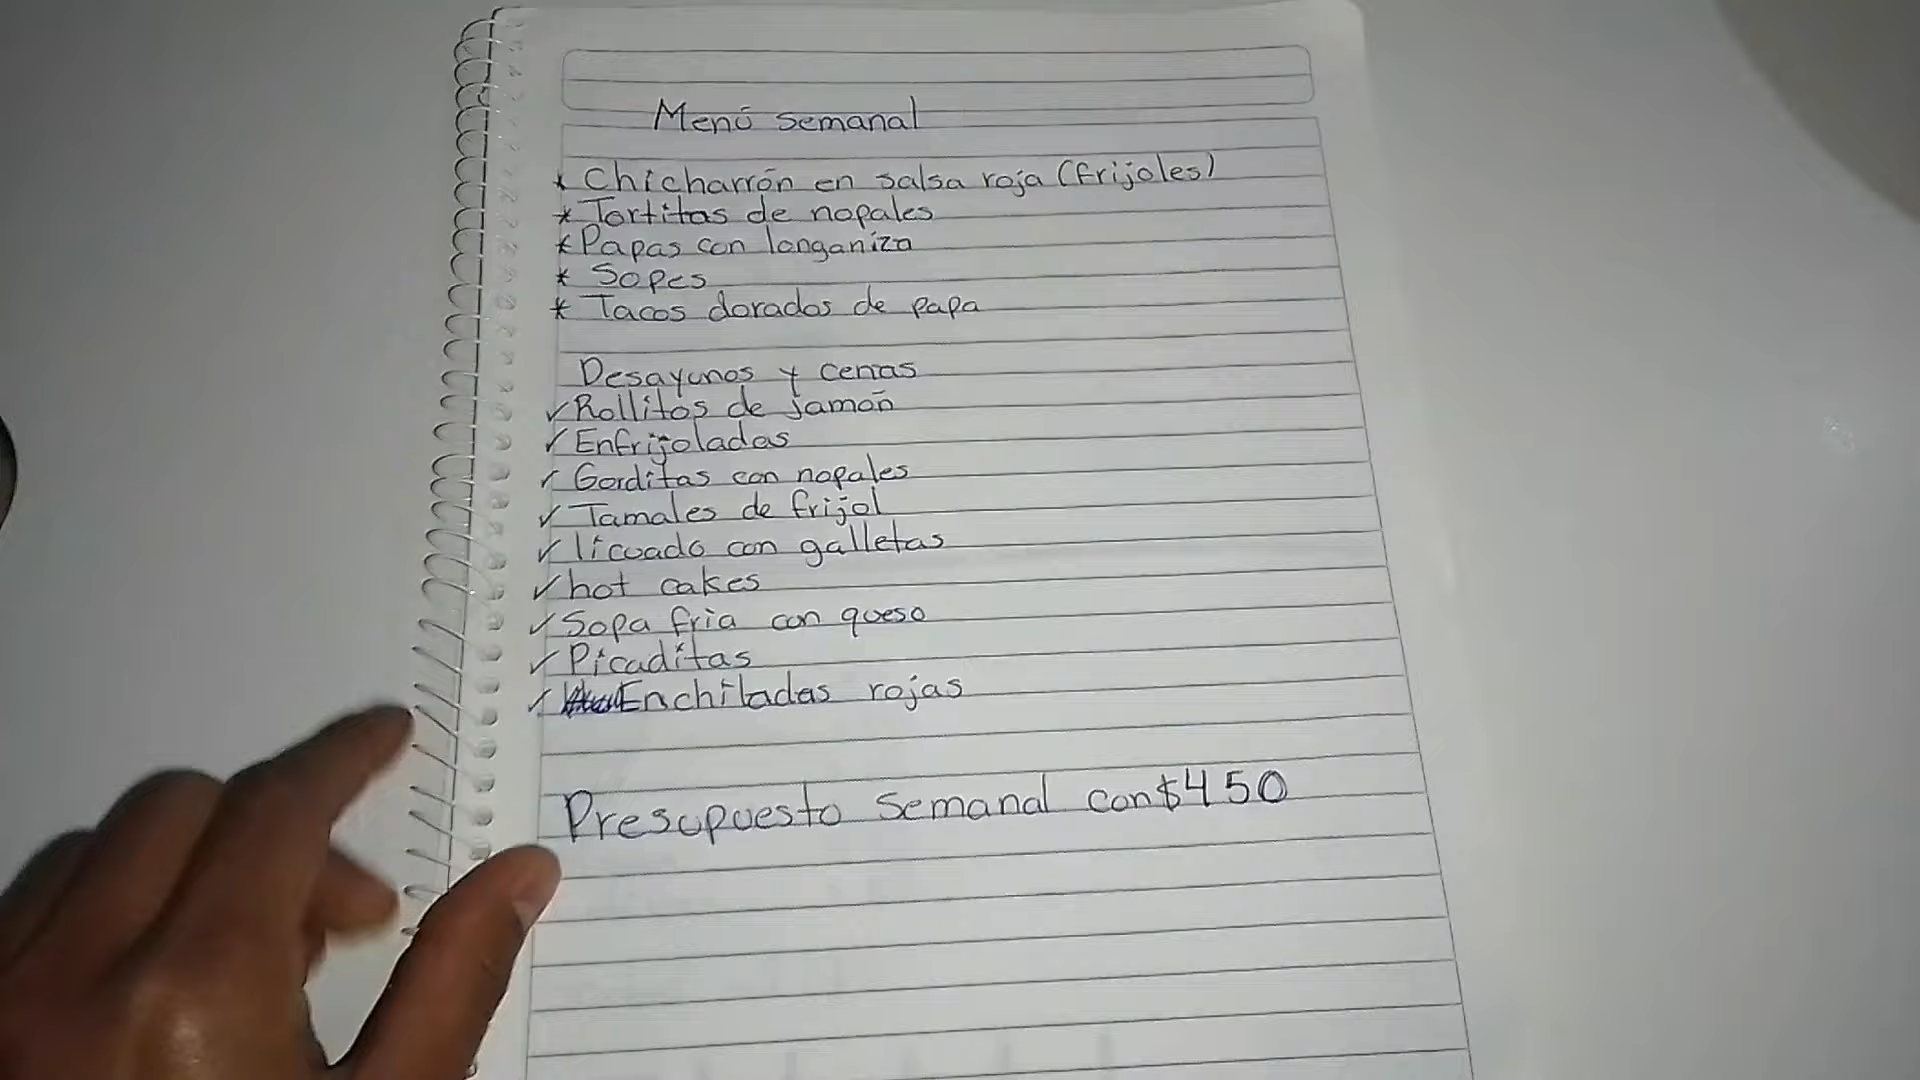 Menú semanal
* Chicharrón en salsa roja (frijoles)
* Tortitas de nopales
* Papas con longaniza
* Sopes
* Tacos dorados de papa
Desayunos y cenas
✓ Rollitos de jamón
✓ Enfrijoladas
✓ Gorditas con nopales
✓ Tamales de frijol
✓ licuado con galletas
✓ hot cakes
✓ Sopa fria con queso
✓ Picaditas
✓ Enchiladas rojas
Presupuesto semanal con $450